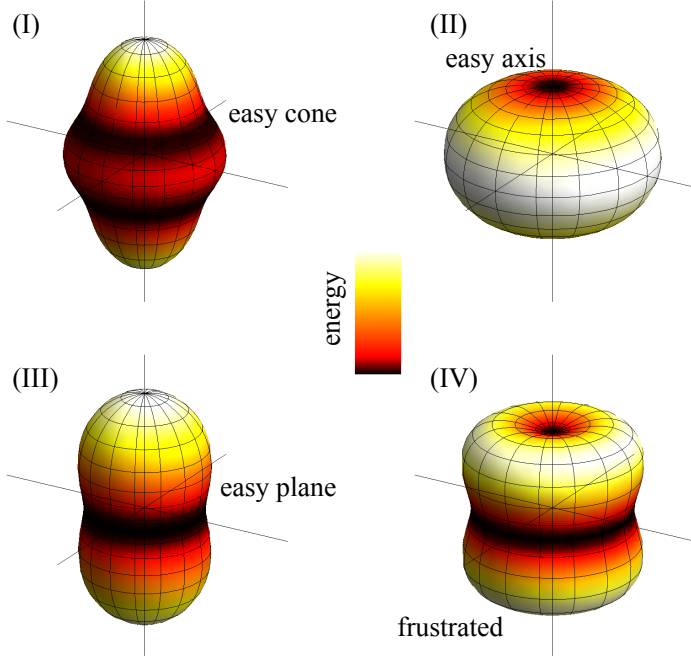 (I)
easy cone
(II)
easy axis
energy
(III)
easy plane
(IV)
frustrated